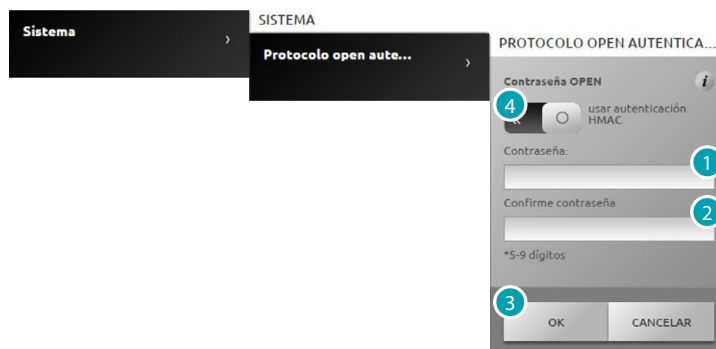 Sistema
SISTEMA
Protocolo open aute...
PROTOCOLO OPEN AUTENTICA...
Contraseña OPEN
i
4
usar autenticación
HMAC
Contraseña:
1
Confirme contraseña
2
*5-9 dígitos
3
OK
CANCELAR